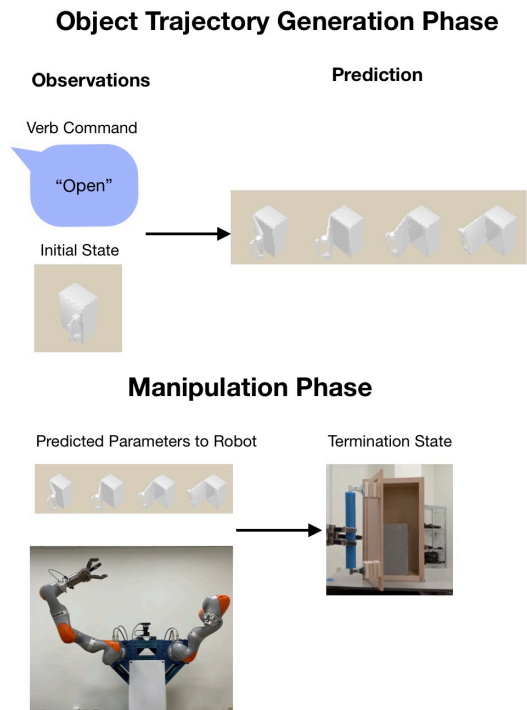 Object Trajectory Generation Phase
Observations
Prediction
Verb Command
“Open”
Initial State
Manipulation Phase
Predicted Parameters to Robot
Termination State